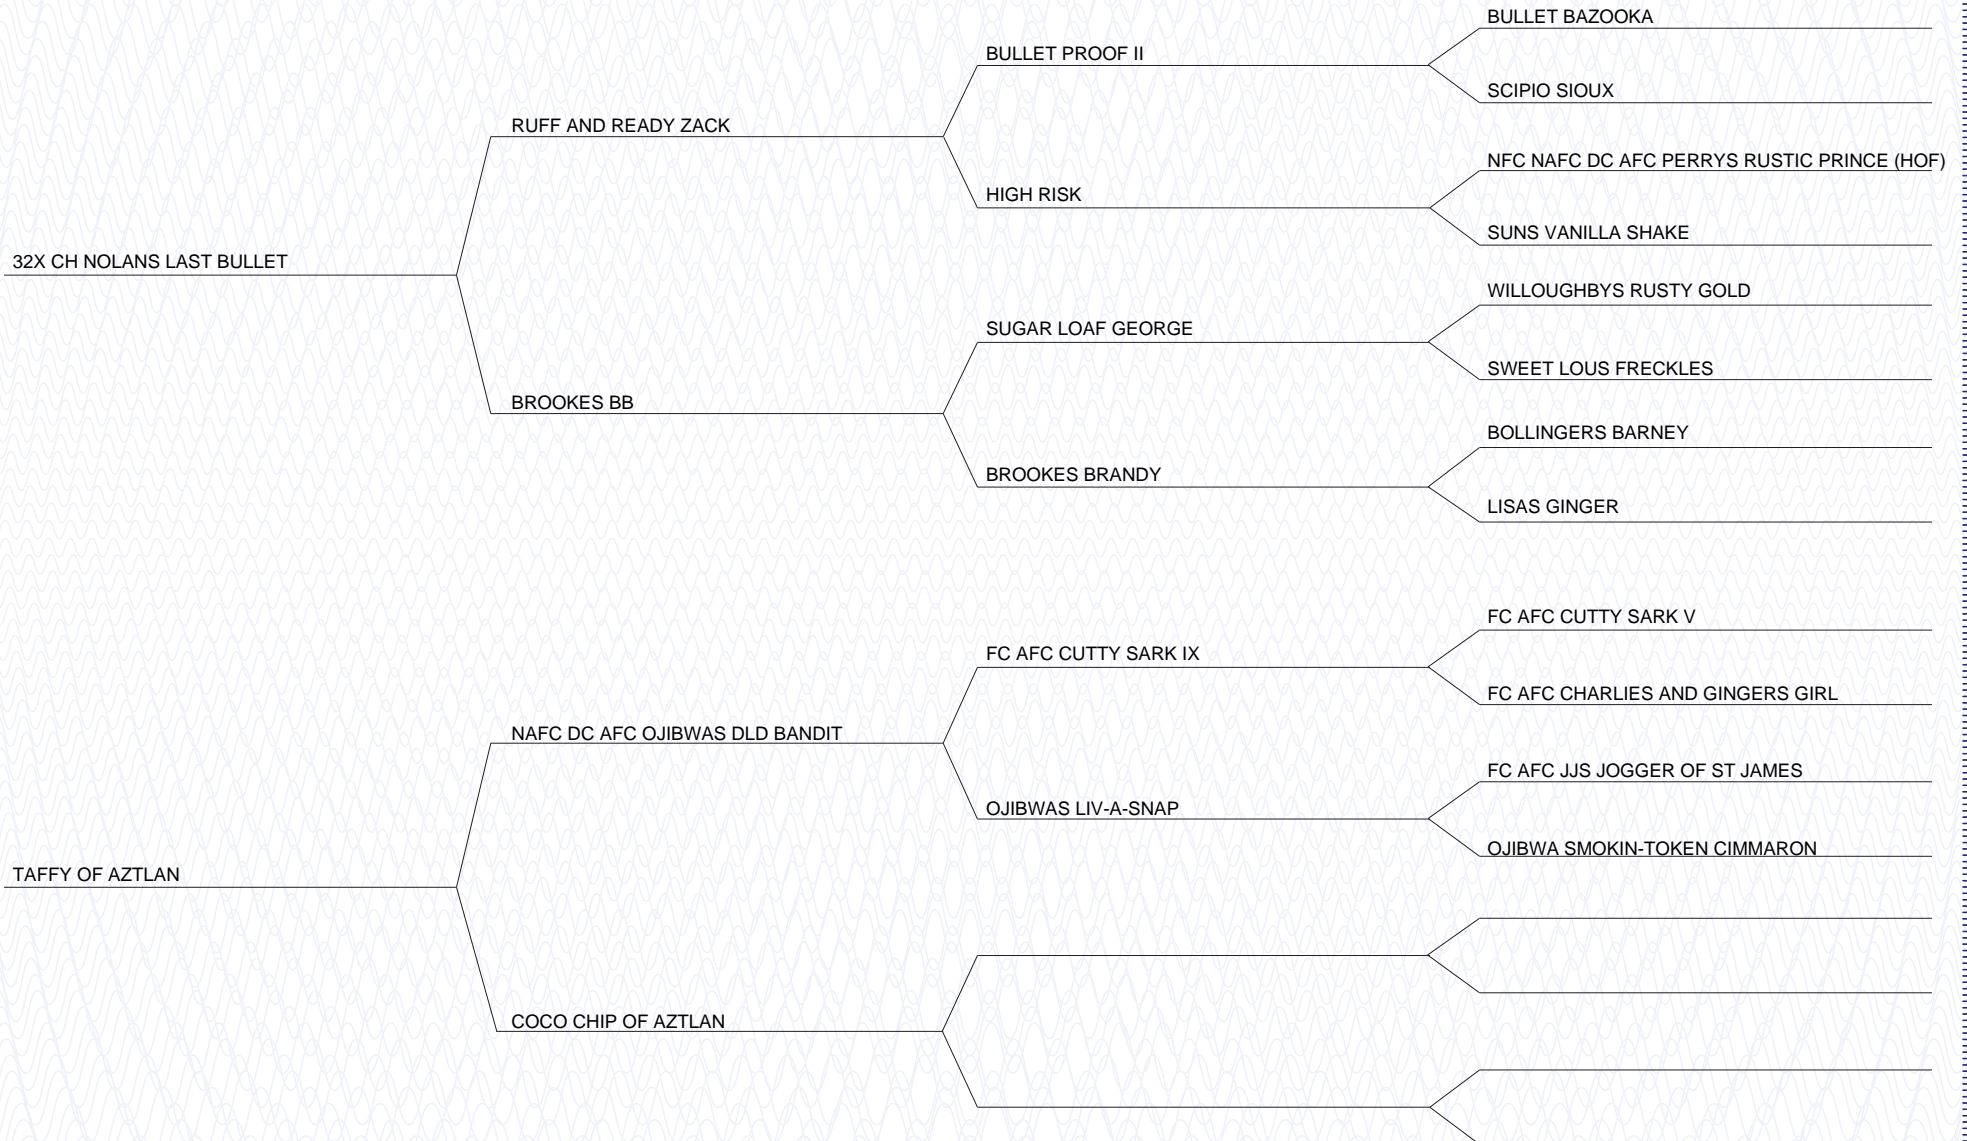 BULLET BAZOOKA
BULLET PROOF II
SCIPIO SIOUX
RUFF AND READY ZACK
NFC NAFC DC AFC PERRYS RUSTIC PRINCE (HOF)
HIGH RISK
SUNS VANILLA SHAKE
32X CH NOLANS LAST BULLET
WILLOUGHBYS RUSTY GOLD
SUGAR LOAF GEORGE
SWEET LOUS FRECKLES
BROOKES BB
BOLLINGERS BARNEY
BROOKES BRANDY
LISAS GINGER
FC AFC CUTTY SARK V
FC AFC CUTTY SARK IX
FC AFC CHARLIES AND GINGERS GIRL
NAFC DC AFC OJIBWAS DLD BANDIT
FC AFC JJS JOGGER OF ST JAMES
OJIBWAS LIV-A-SNAP
OJIBWA SMOKIN-TOKEN CIMMARON
TAFFY OF AZTLAN
COCO CHIP OF AZTLAN